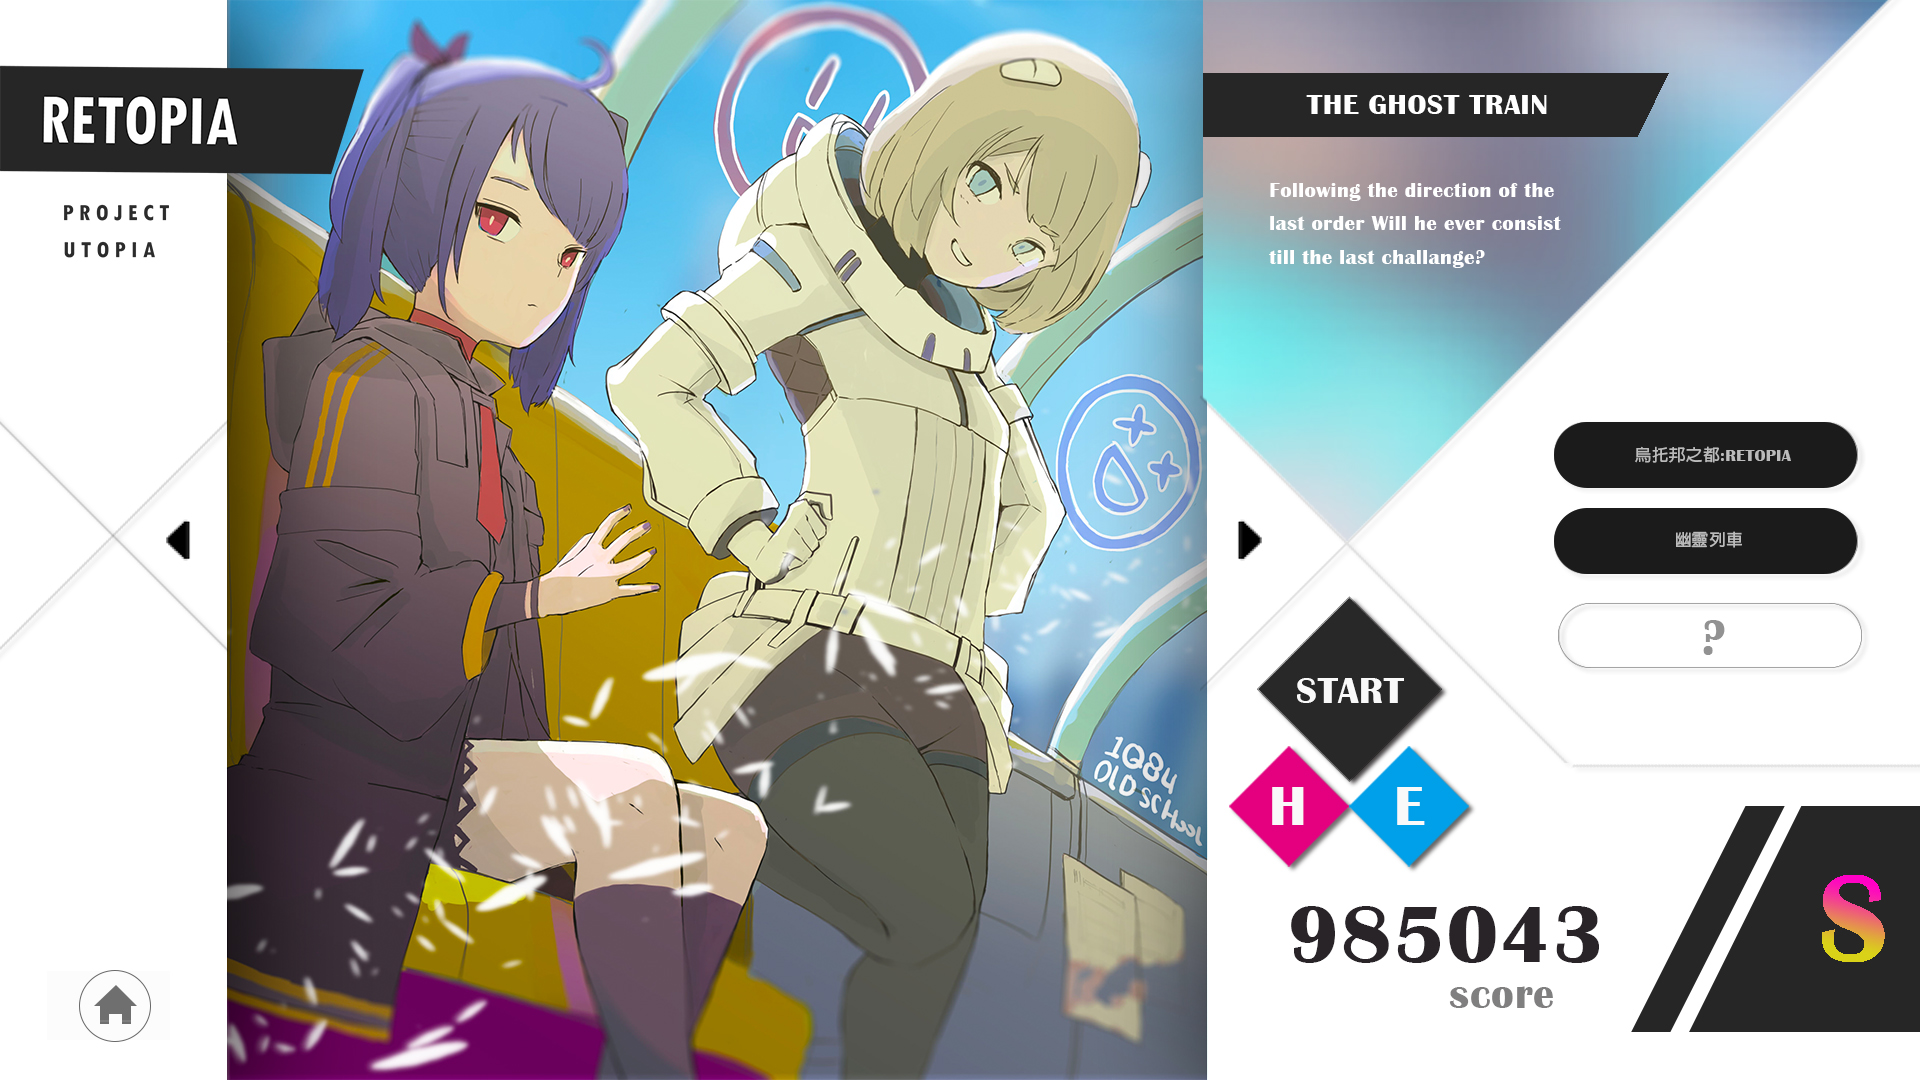 RETOPIA
PROJECT
UTOPIA
THE GHOST TRAIN
Following the direction of the
last order Will he ever consist
till the last challange?
烏托邦之都:RETOPIA
幽靈列車
?
START
H E
1Q84
OlD SCHool
985043
score
S